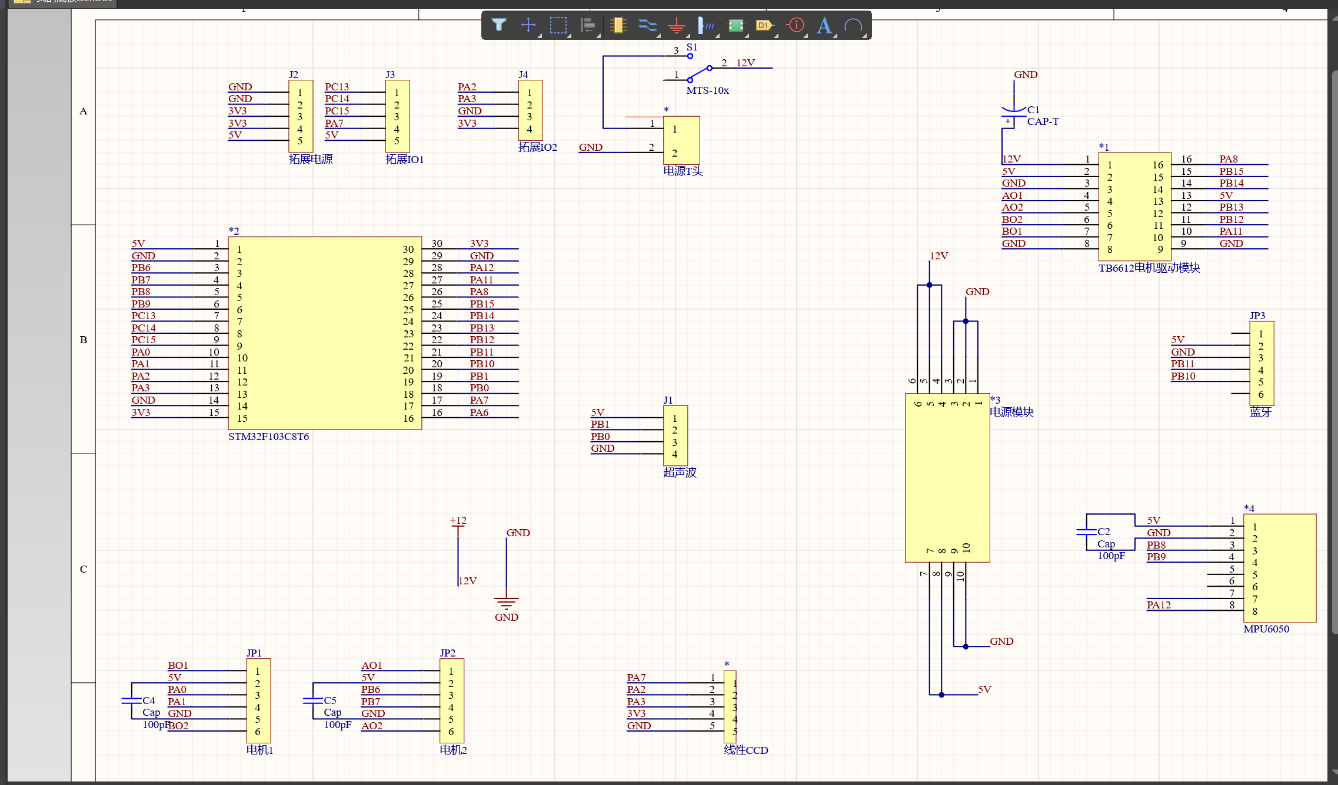 D1
A
4
A
B
C
J2
GND
GND
3V3
3V3
5V
1
2
3
4
5
拓展电源
J3
PC13
PC14
PC15
PA7
5V
1
2
3
4
5
拓展IO1
J4
PA2
PA3
GND
3V3
1
2
3
4
拓展IO2
S1
3
1
2
12V
MTS-10x
*
1
2
GND
1
2
电源T头
GND
C1
CAP-T
+
*1
12V 1 1 16 16 PA8
5V 2 2 15 15 PB15
GND 3 3 14 14 PB14
AO1 4 4 13 13 5V
AO2 5 5 12 12 PB13
BO2 6 6 11 11 PB12
BO1 7 7 10 10 PA11
GND 8 8 9 9 GND
TB6612电机驱动模块
*2
5V 1 1 30 30 3V3
GND 2 2 29 29 GND
PB6 3 3 28 28 PA12
PB7 4 4 27 27 PA11
PB8 5 5 26 26 PA8
PB9 6 6 25 25 PB15
PC13 7 7 24 24 PB14
PC14 8 8 23 23 PB13
PC15 9 9 22 22 PB12
PA0 10 10 21 21 PB11
PA1 11 11 20 20 PB10
PA2 12 12 19 19 PB1
PA3 13 13 18 18 PB0
GND 14 14 17 17 PA7
3V3 15 15 16 16 PA6
STM32F103C8T6
12V
GND
6 5 4 3 2 1
6 5 4 3 2 1
*3
电源模块
7 8 9 10
7 8 9 10
GND
5V
JP3
5V
GND
PB11
PB10
1
2
3
4
5
6
蓝牙
J1
5V
PB1
PB0
GND
1
2
3
4
超声波
+12
12V
GND
GND
*4
C2
Cap
100pF
5V 1 1
GND 2 2
PB8 3 3
PB9 4 4
5 5
6 6
7 7
PA12 8 8
MPU6050
JP1
BO1 1
5V 2
PA0 3
PA1 4
GND 5
BO2 6
C4
Cap
100pF
电机1
JP2
AO1 1
5V 2
PB6 3
PB7 4
GND 5
AO2 6
C5
Cap
100pF
电机2
*
PA7 1 1
PA2 2 2
PA3 3 3
3V3 4 4
GND 5 5
线性CCD